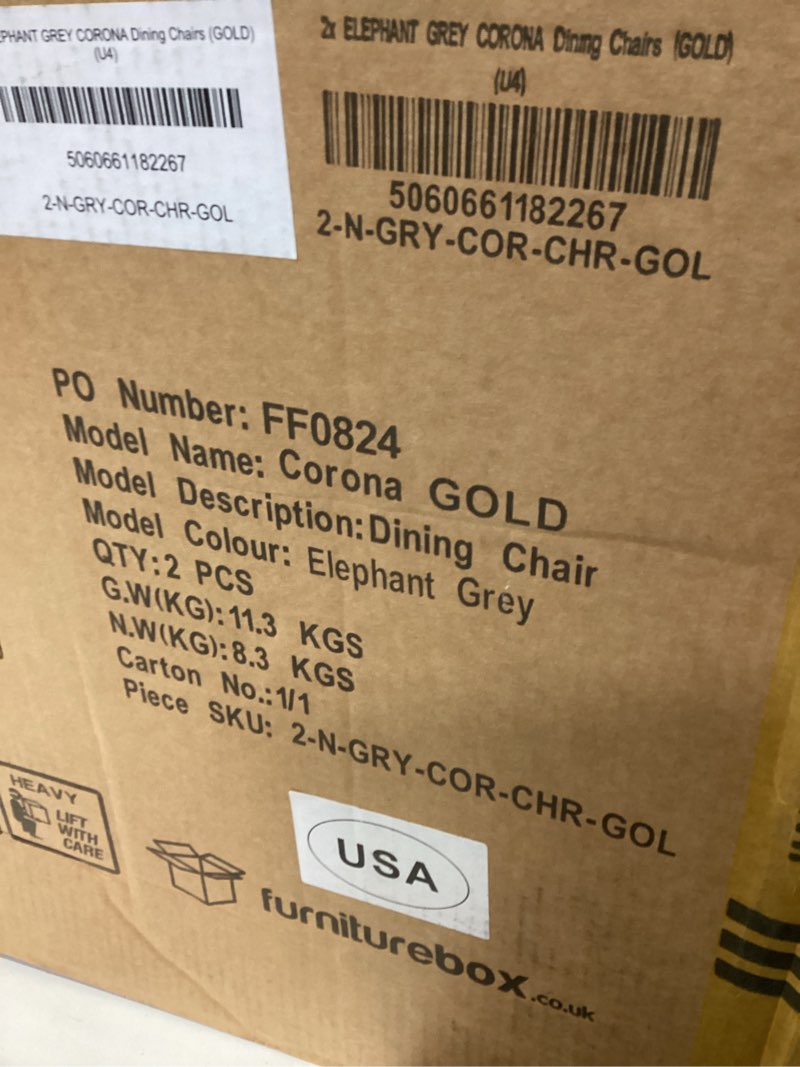 PHANT GREY CORONA Dining Chairs (GOLD)
(U4)
5060661182267
2-N-GRY-COR-CHR-GOL
2x ELEPHANT GREY CORONA Dining Chairs (GOLD)
(U4)
5060661182267
2-N-GRY-COR-CHR-GOL
PO Number: FF0824
Model Name: Corona GOLD
Model Description: Dining Chair
Model Colour: Elephant Grey
QTY: 2 PCS
G.W(KG): 11.3 KGS
N.W(KG): 8.3 KGS
Carton No.: 1/1
Piece SKU: 2-N-GRY-COR-CHR-GOL
HEAVY
LIFT
WITH
CARE
USA
furniturebox.co.uk